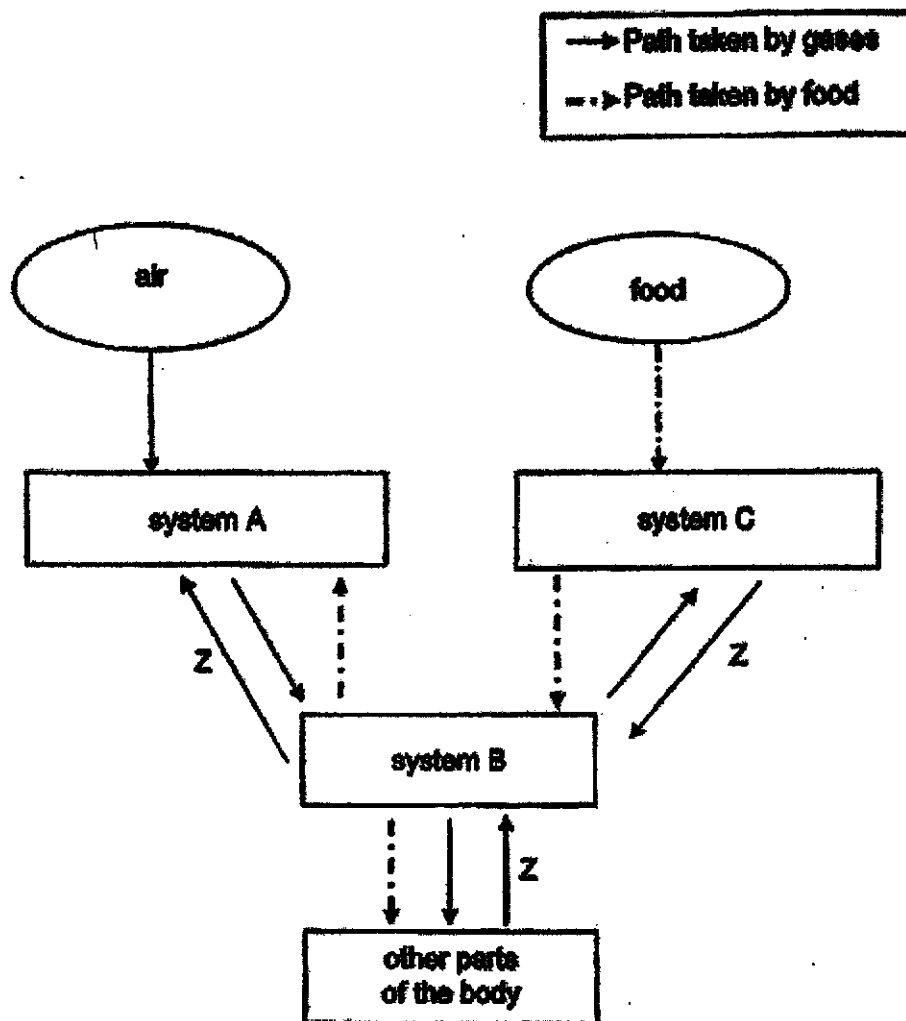 Path taken by gases
Path taken by food
air
food
system A
system C
Z
Z
system B
Z
other parts
of the body